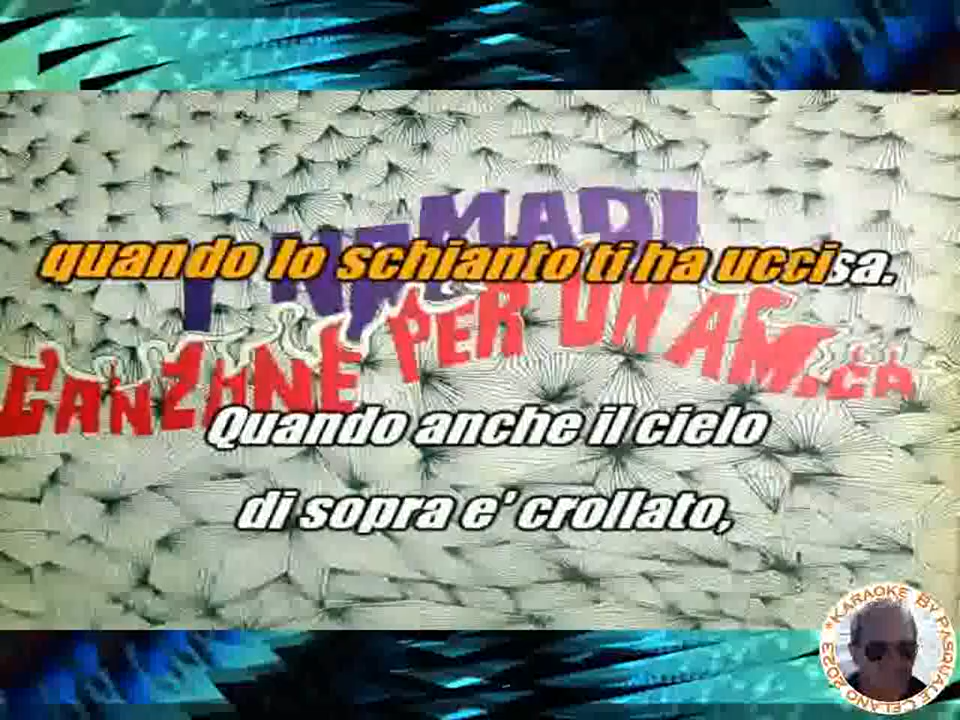 I NOMADI
quando lo schianto ti ha uccisa.
CANZONE PER UN'AMICA
Quando anche il cielo
di sopra e' crollato,
*KARAOKE BY PASQUALE CELANO 2023